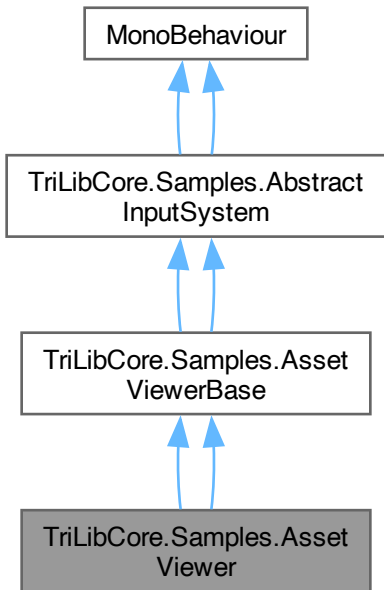 MonoBehaviour
TriLibCore.Samples.Abstract
InputSystem
TriLibCore.Samples.Asset
ViewerBase
TriLibCore.Samples.Asset
Viewer